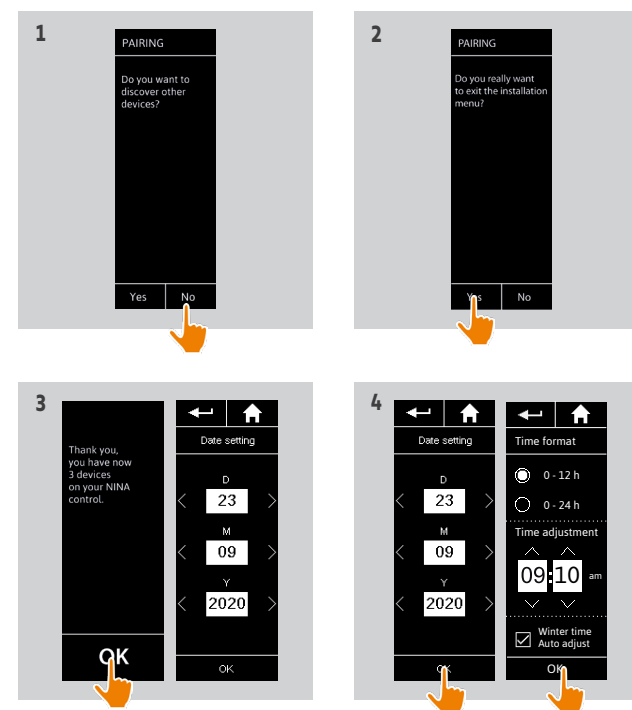 1
PAIRING
Do you want to
discover other
devices?
Yes No
2
PAIRING
Do you really want
to exit the installation
menu?
Yes No
3
Thank you,
you have now
3 devices
on your NINA
control.
OK
Date setting
D
23
M
09
Y
2020
OK
4
Date setting
D
23
M
09
Y
2020
OK
Time format
0 - 12 h
0 - 24 h
Time adjustment
09:10 am
Winter time
Auto adjust
OK